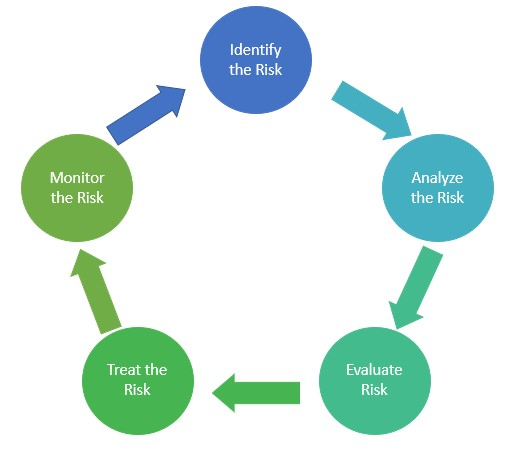 Identify
the Risk
Analyze
the Risk
Evaluate
Risk
Treat the
Risk
Monitor
the Risk